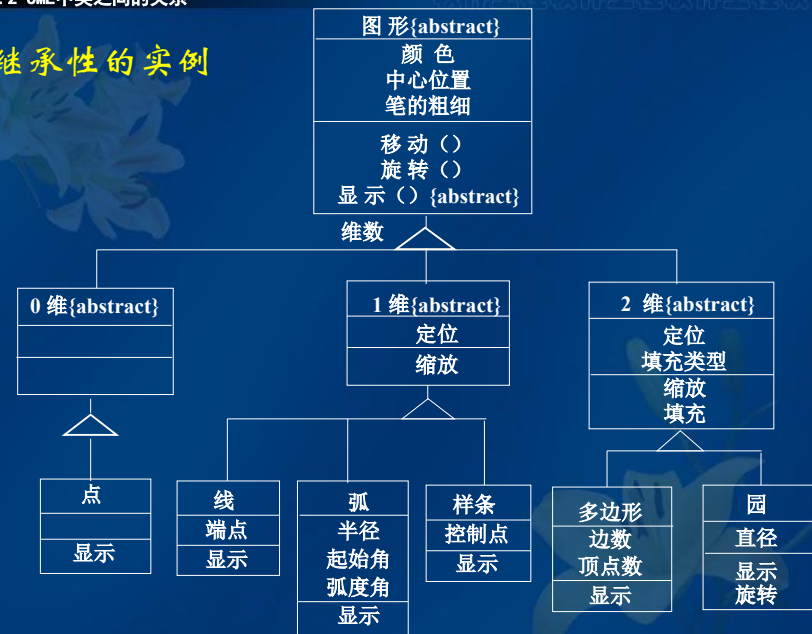 继承性的实例
图 形{abstract}
颜 色
中心位置
笔的粗细
移 动（）
旋 转（）
显 示（）{abstract}
维数
0 维{abstract}
1 维{abstract}
定位
缩放
2 维{abstract}
定位
填充类型
缩放
填充
点
显示
线
端点
显示
弧
半径
起始角
弧度角
显示
样条
控制点
显示
多边形
边数
顶点数
显示
园
直径
显示
旋转